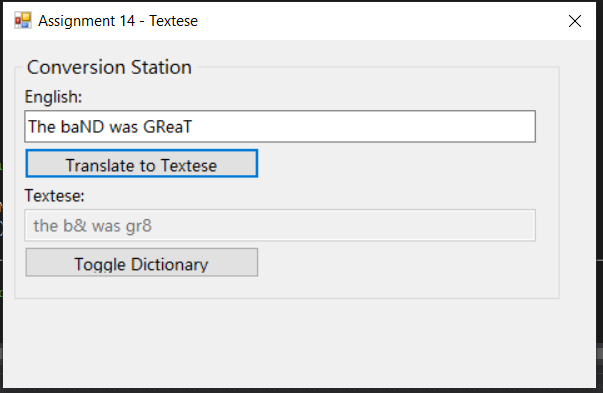 Assignment 14 - Textese
Conversion Station
English:
The baND was GReaT
Translate to Textese
Textese:
the b& was gr8
Toggle Dictionary